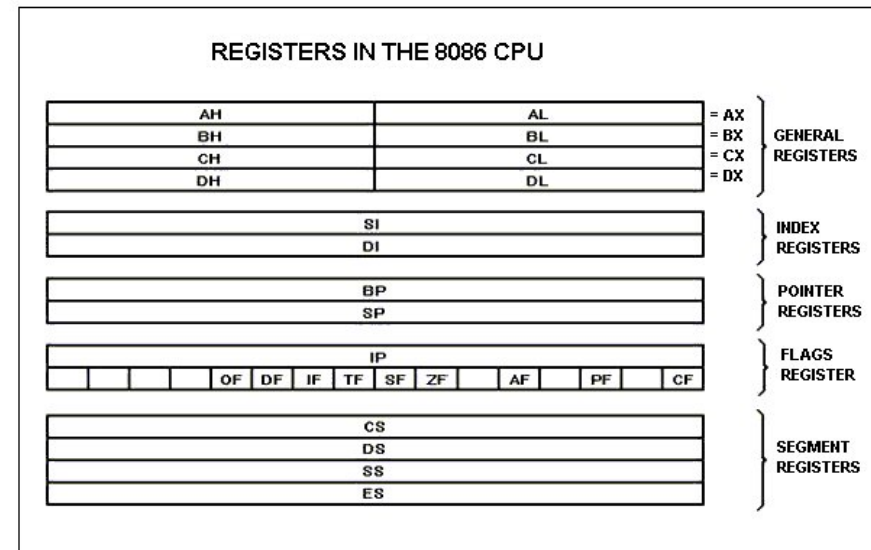 REGISTERS IN THE 8086 CPU
AH AL = AX
BH BL = BX
CH CL = CX
DH DL = DX
GENERAL
REGISTERS
SI
DI
INDEX
REGISTERS
BP
SP
POINTER
REGISTERS
IP
OF DF IF TF SF ZF AF PF CF
FLAGS
REGISTER
CS
DS
SS
ES
SEGMENT
REGISTERS